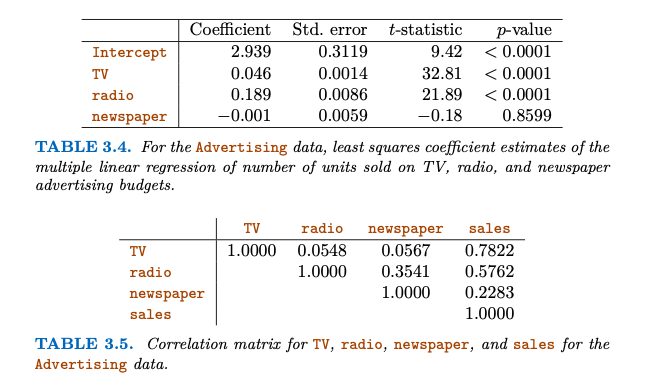 Coefficient Std. error t-statistic p-value
Intercept 2.939 0.3119 9.42 < 0.0001
TV 0.046 0.0014 32.81 < 0.0001
radio 0.189 0.0086 21.89 < 0.0001
newspaper −0.001 0.0059 −0.18 0.8599
TABLE 3.4. For the Advertising data, least squares coefficient estimates of the
multiple linear regression of number of units sold on TV, radio, and newspaper
advertising budgets.
TV radio newspaper sales
TV 1.0000 0.0548 0.0567 0.7822
radio 1.0000 0.3541 0.5762
newspaper 1.0000 0.2283
sales 1.0000
TABLE 3.5. Correlation matrix for TV, radio, newspaper, and sales for the
Advertising data.